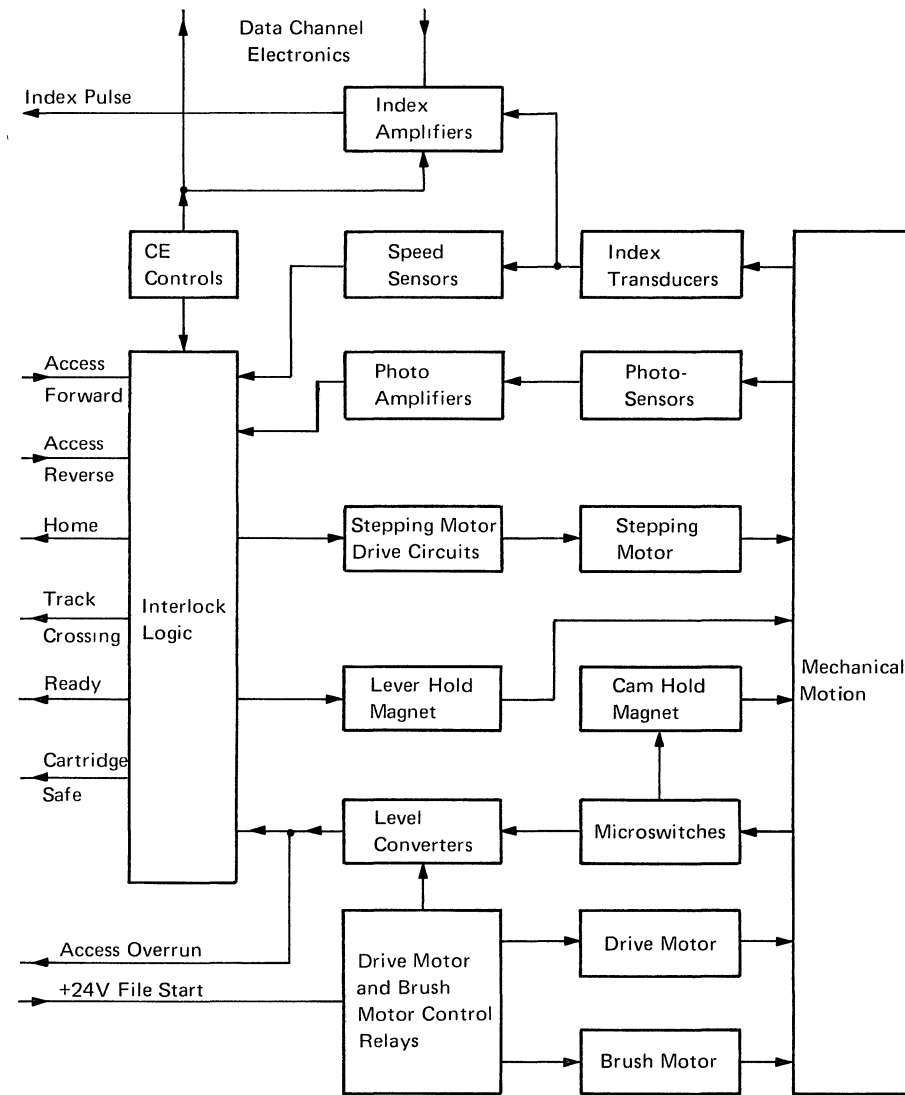 Data Channel
Electronics
Index Pulse
Index
Amplifiers
CE
Controls
Speed
Sensors
Index
Transducers
Access
Forward
Photo
Amplifiers
Photo-
Sensors
Access
Reverse
Home
Stepping Motor
Drive Circuits
Stepping
Motor
Track
Crossing
Interlock
Logic
Ready
Lever Hold
Magnet
Cam Hold
Magnet
Mechanical
Motion
Cartridge
Safe
Level
Converters
Microswitches
Access Overrun
+24V File Start
Drive Motor
and Brush
Motor Control
Relays
Drive Motor
Brush Motor